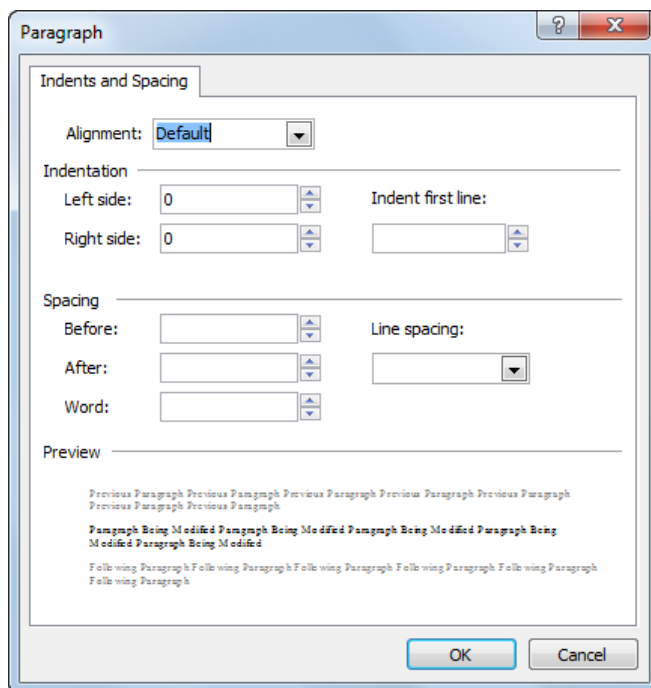 Paragraph
?
Indents and Spacing
Alignment: Default
Indentation
Left side: 0 Indent first line:
Right side: 0
Spacing
Before: Line spacing:
After:
Word:
Preview
Previous Paragraph Previous Paragraph Previous Paragraph Previous Paragraph Previous Paragraph
Previous Paragraph Previous Paragraph
Paragraph Being Modified Paragraph Being Modified Paragraph Being Modified Paragraph Being
Modified Paragraph Being Modified
Following Paragraph Following Paragraph Following Paragraph Following Paragraph Following Paragraph
Following Paragraph
OK Cancel